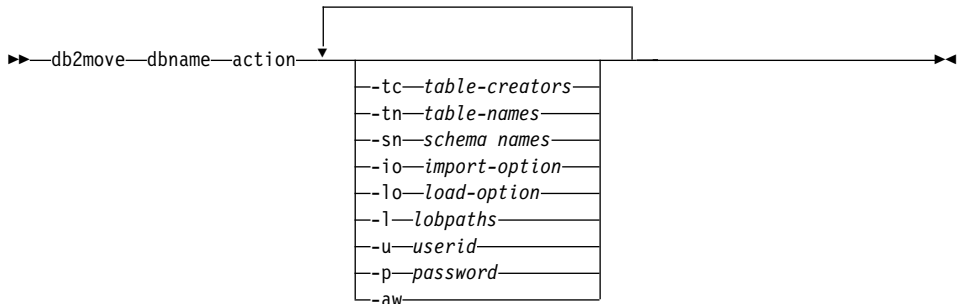 db2move dbname action
-tc table-creators
-tn table-names
-sn schema names
-io import-option
-lo load-option
-l lobpaths
-u userid
-p password
-aw